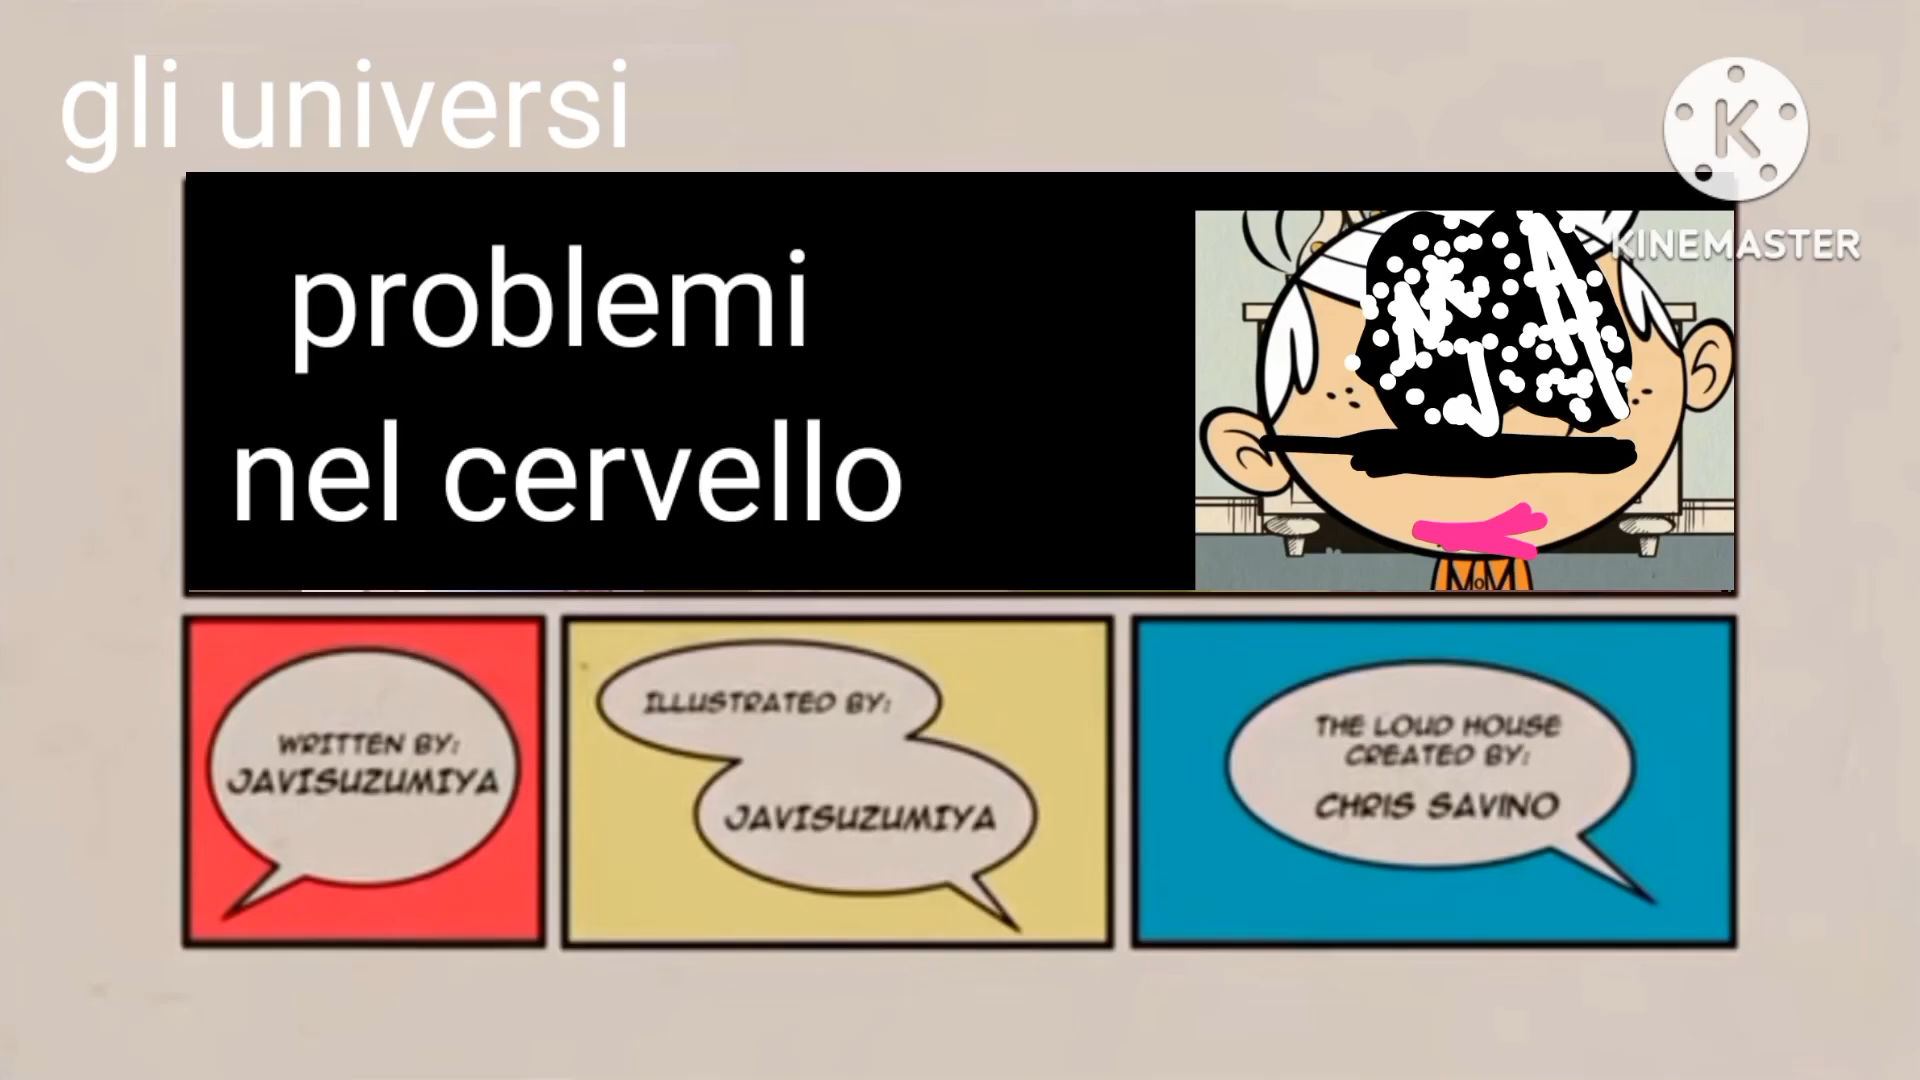 gli universi
K
KINEMASTER
problemi
nel cervello
MoM
WRITTEN BY:
JAVISUZUMIYA
ILLUSTRATED BY:
JAVISUZUMIYA
THE LOUD HOUSE
CREATED BY:
CHRIS SAVINO